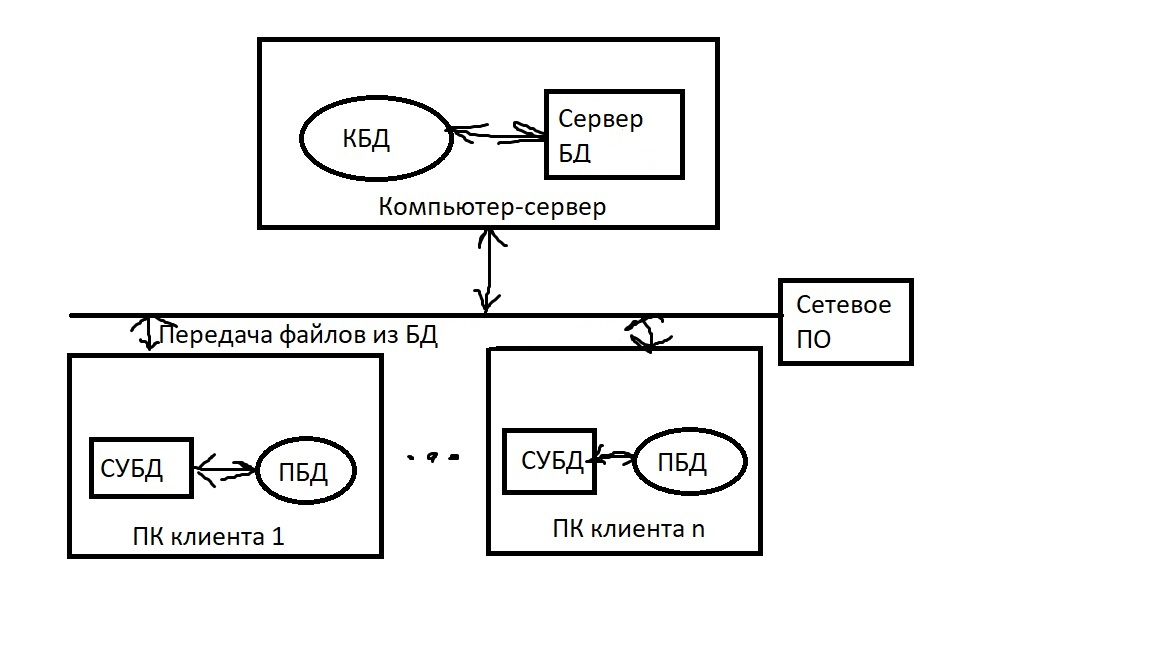 КБД
Сервер
БД
Компьютер-сервер
Сетевое
ПО
Передача файлов из БД
СУБД
ПБД
ПК клиента 1
СУБД
ПБД
ПК клиента n